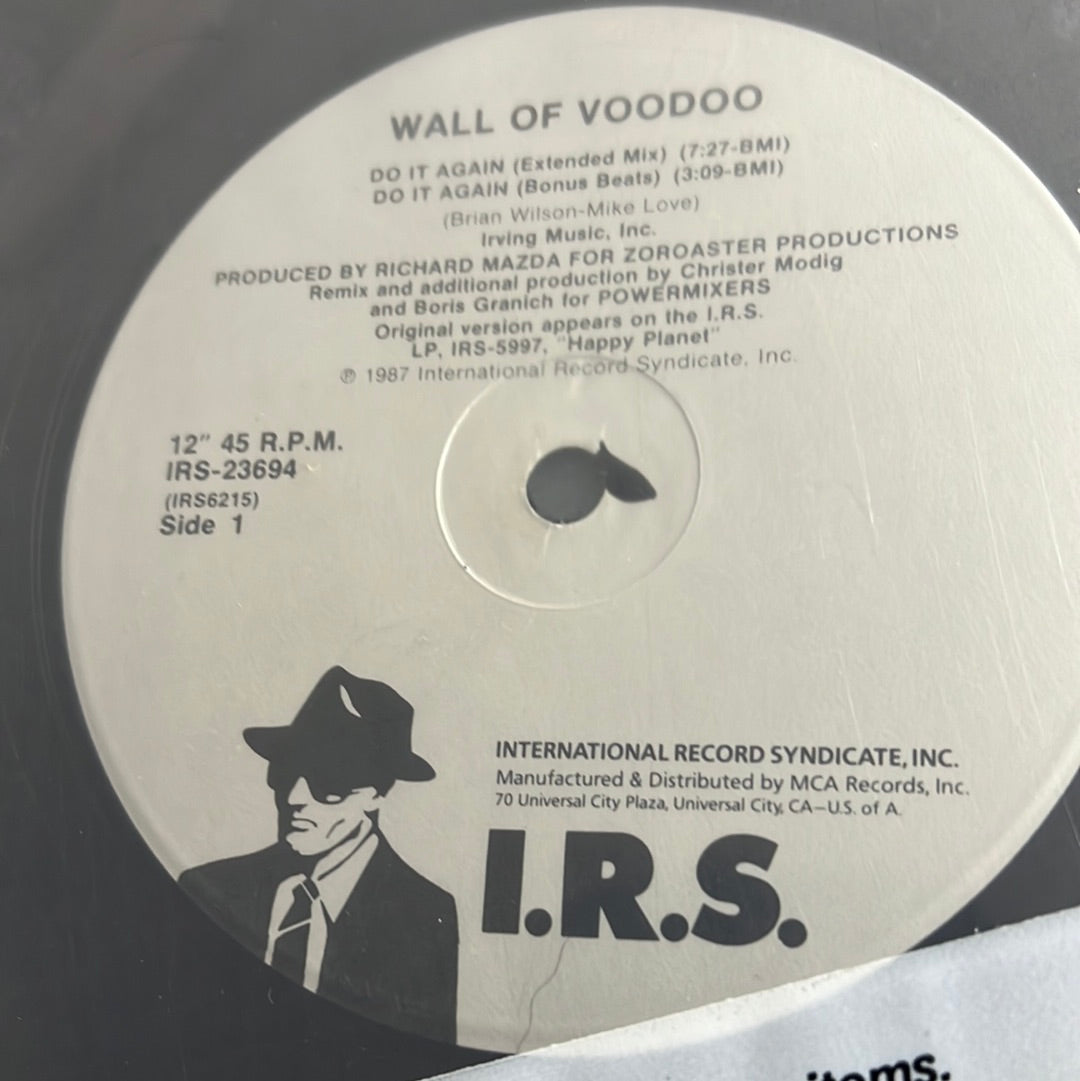 WALL OF VOODOO
DO IT AGAIN (Extended Mix) (7:27-BMI)
DO IT AGAIN (Bonus Beats) (3:09-BMI)
(Brian Wilson-Mike Love)
Irving Music, Inc.
PRODUCED BY RICHARD MAZDA FOR ZOROASTER PRODUCTIONS
Remix and additional production by Christer Modig
and Boris Granich for POWERMIXERS
Original version appears on the I.R.S.
LP, IRS-5997, "Happy Planet"
℗ 1987 International Record Syndicate, Inc.
12" 45 R.P.M.
IRS-23694
(IRS6215)
Side 1
INTERNATIONAL RECORD SYNDICATE, INC.
Manufactured & Distributed by MCA Records, Inc.
70 Universal City Plaza, Universal City, CA–U.S. of A.
I.R.S.
items.